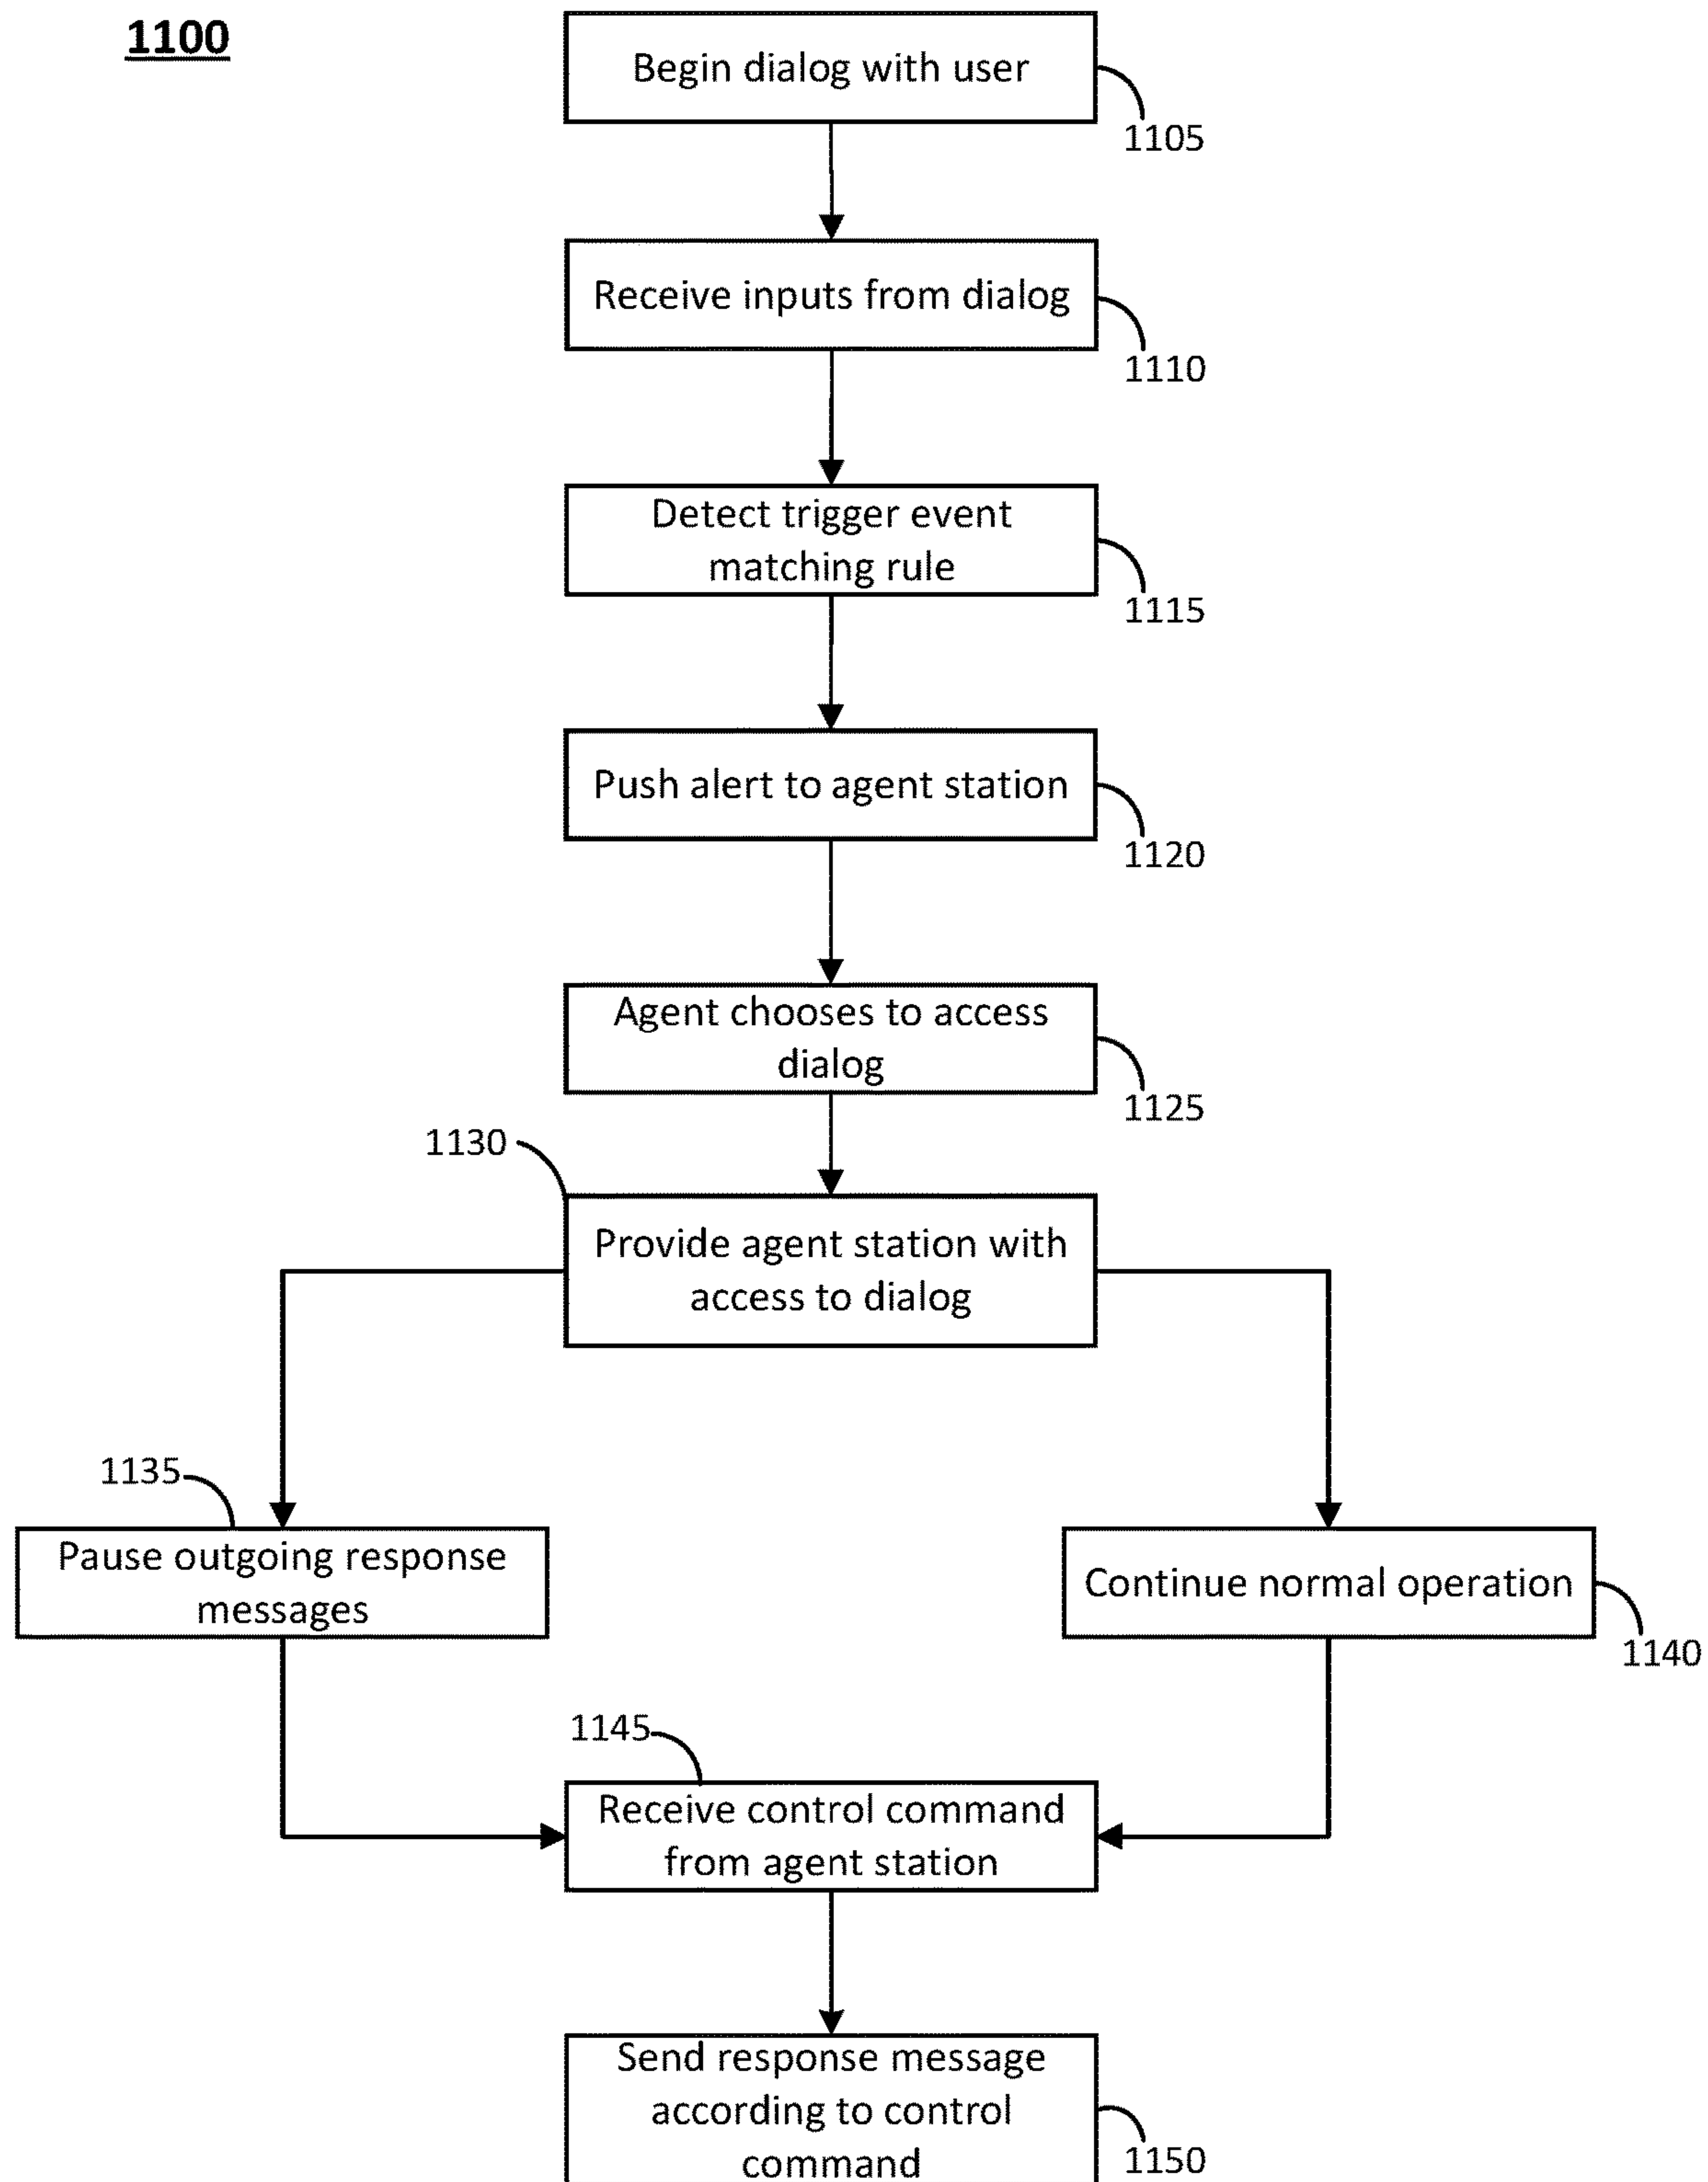 1100
Begin dialog with user
1105
Receive inputs from dialog
1110
Detect trigger event
matching rule
1115
Push alert to agent station
1120
Agent chooses to access
dialog
1125
1130
Provide agent station with
access to dialog
1135
Pause outgoing response
messages
Continue normal operation
1140
1145
Receive control command
from agent station
Send response message
according to control
command
1150